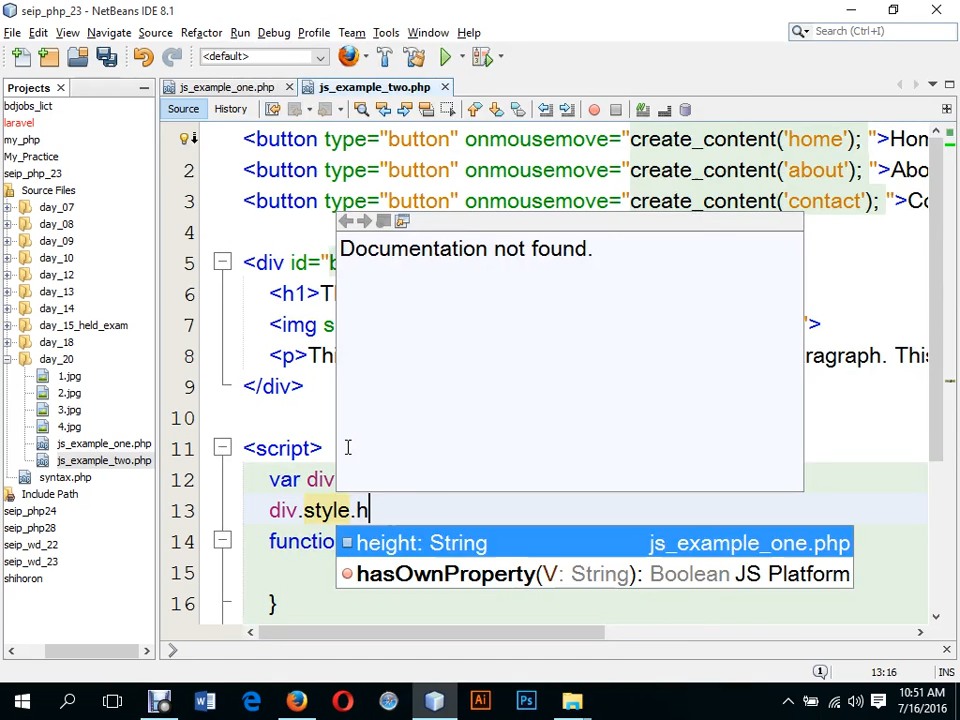 seip_php_23 - NetBeans IDE 8.1
File Edit View Navigate Source Refactor Run Debug Profile Team Tools Window Help
Search (Ctrl+I)
<default>
Projects
js_example_one.php
js_example_two.php
Source History
bdjobs_lict
laravel
my_php
My_Practice
seip_php_23
Source Files
day_07
day_08
day_09
day_10
day_12
day_13
day_14
day_15_held_exam
day_18
day_20
1.jpg
2.jpg
3.jpg
4.jpg
js_example_one.php
js_example_two.php
syntax.php
Include Path
seip_php24
seip_php28
seip_wd_22
seip_wd_23
shihoron
<button type="button" onmousemove="create_content('home'); ">Hom
2 <button type="button" onmousemove="create_content('about'); ">Abo
3 <button type="button" onmousemove="create_content('contact'); ">Co
4
5 <div id="b
6 <h1>T
7 <img s "/>
8 <p>Thi ragraph. This
9 </div>
10
11 <script>
12 var div
13 div.style.h
14 functio
15
16 }
Documentation not found.
height: String js_example_one.php
hasOwnProperty(V: String): Boolean JS Platform
1 13:16 INS
10:51 AM
7/16/2016